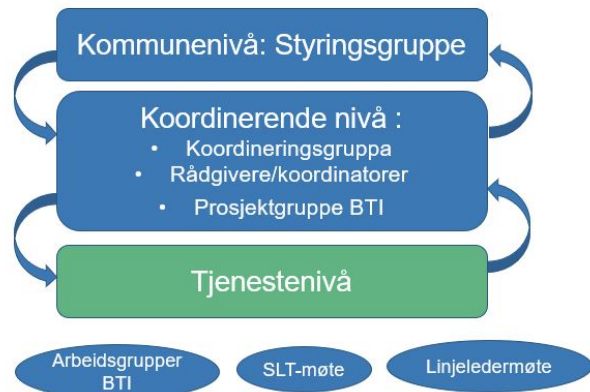 Kommunenivå: Styringsgruppe
Koordinerende nivå :
• Koordineringsgruppa
• Rådgivere/koordinatorer
• Prosjektgruppe BTI
Tjenestenivå
Arbeidsgrupper
BTI
SLT-møte
Linjeledermøte